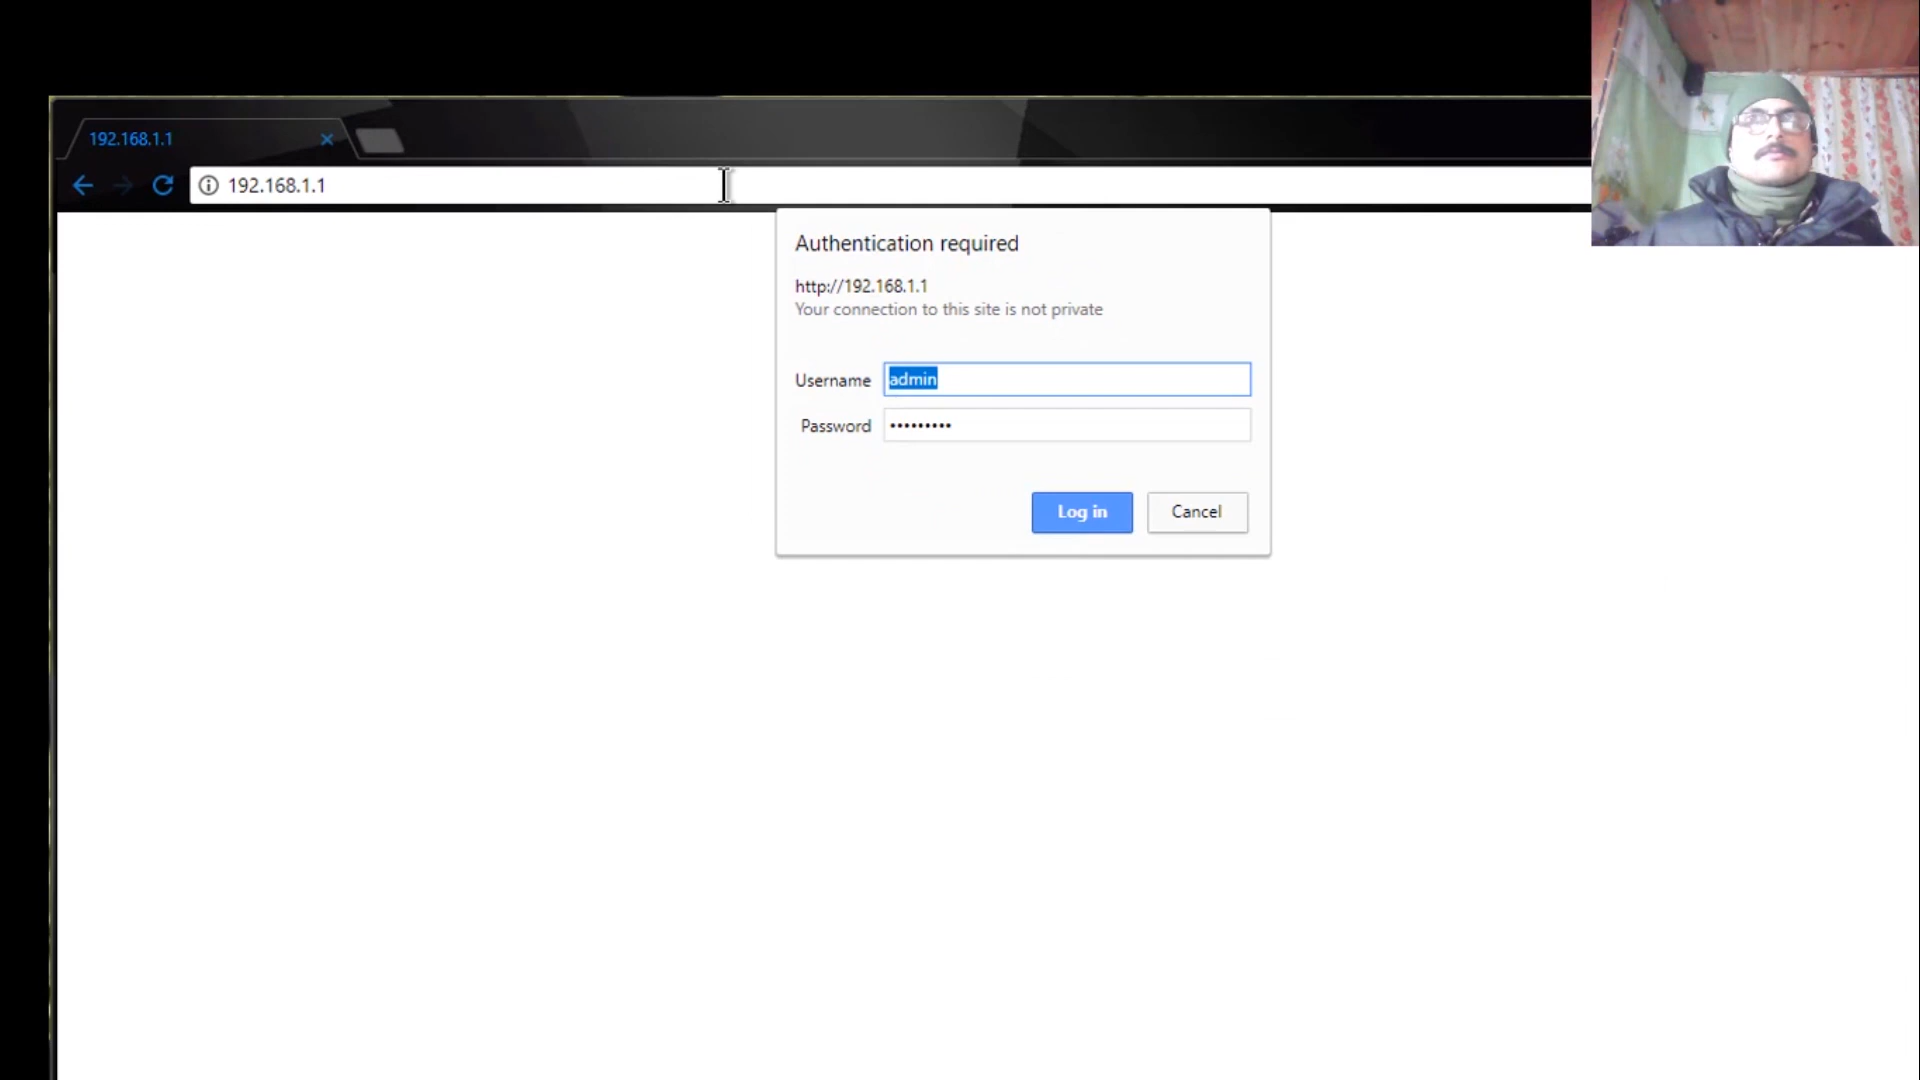 192.168.1.1
192.168.1.1
Authentication required
http://192.168.1.1
Your connection to this site is not private
Username admin
Password •••••••••
Log in Cancel